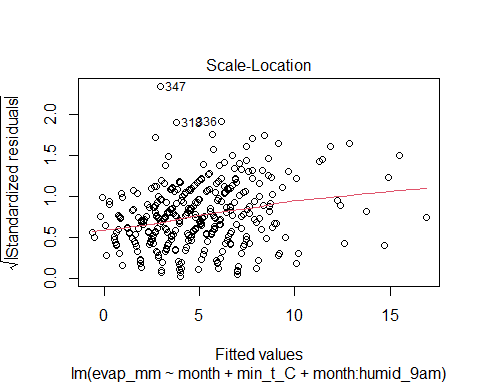 Scale-Location
√|Standardized residuals|
2.0
1.5
1.0
0.5
0.0
347
318
336
0 5 10 15
Fitted values
lm(evap_mm ~ month + min_t_C + month:humid_9am)